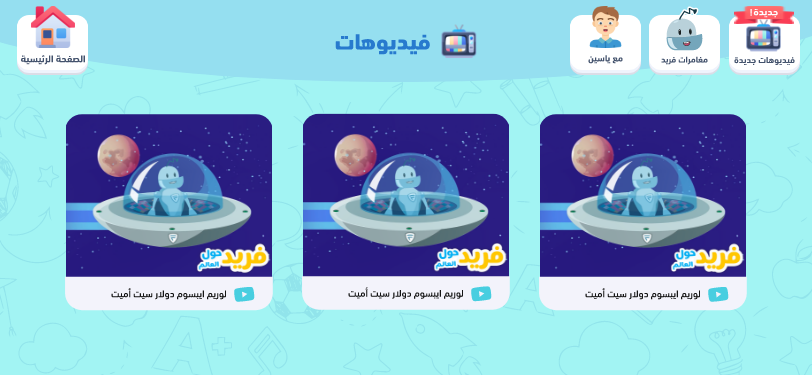 جديدة!
فيديوهات جديدة
مغامرات فريد
مع ياسين
فيديوهات
الصفحة الرئيسية
فريد حول العالم
لوريم ايبسوم دولار سيت أميت
فريد حول العالم
لوريم ايبسوم دولار سيت أميت
فريد حول العالم
لوريم ايبسوم دولار سيت أميت